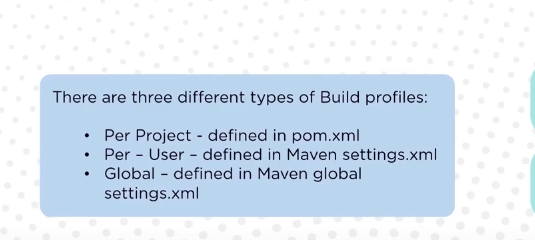 There are three different types of Build profiles:
• Per Project - defined in pom.xml
• Per – User – defined in Maven settings.xml
• Global – defined in Maven global
settings.xml